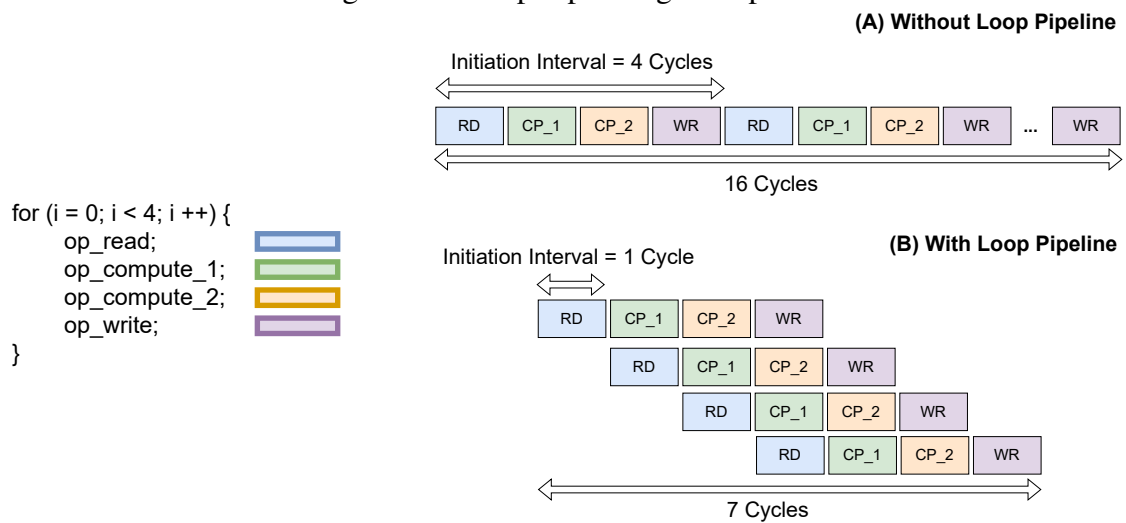 (A) Without Loop Pipeline
Initiation Interval = 4 Cycles
RD CP_1 CP_2 WR RD CP_1 CP_2 WR ... WR
16 Cycles
for (i = 0; i < 4; i ++) {
op_read;
op_compute_1;
op_compute_2;
op_write;
}
(B) With Loop Pipeline
Initiation Interval = 1 Cycle
RD CP_1 CP_2 WR
RD CP_1 CP_2 WR
RD CP_1 CP_2 WR
RD CP_1 CP_2 WR
7 Cycles